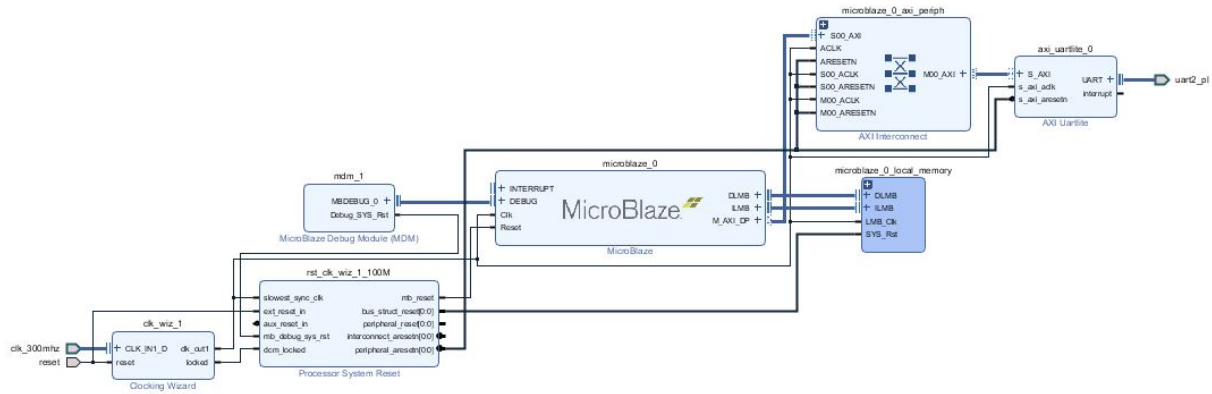 microblaze_0_axi_periph
S00_AXI
ACLK
ARESETN
S00_ACLK
S00_ARESETN
M00_ACLK
M00_ARESETN
M00_AXI
AXI Interconnect
axi_uartlite_0
S_AXI
s_axi_aclk
s_axi_aresetn
UART
interrupt
AXI Uartlite
uart2_pl
mdm_1
MBDEBUG_0
Debug_SYS_Rst
MicroBlaze Debug Module (MDM)
microblaze_0
INTERRUPT
DEBUG
Clk
Reset
MicroBlaze
DLMB
ILMB
M_AXI_DP
MicroBlaze
microblaze_0_local_memory
DLMB
ILMB
LMB_Clk
SYS_Rst
rst_clk_wiz_1_100M
slowest_sync_clk
ext_reset_in
aux_reset_in
mb_debug_sys_rst
dcm_locked
mb_reset
bus_struct_reset[0:0]
peripheral_reset[0:0]
interconnect_aresetn[0:0]
peripheral_aresetn[0:0]
Processor System Reset
clk_wiz_1
CLK_IN1_D
reset
clk_out1
locked
Clocking Wizard
clk_300mhz
reset